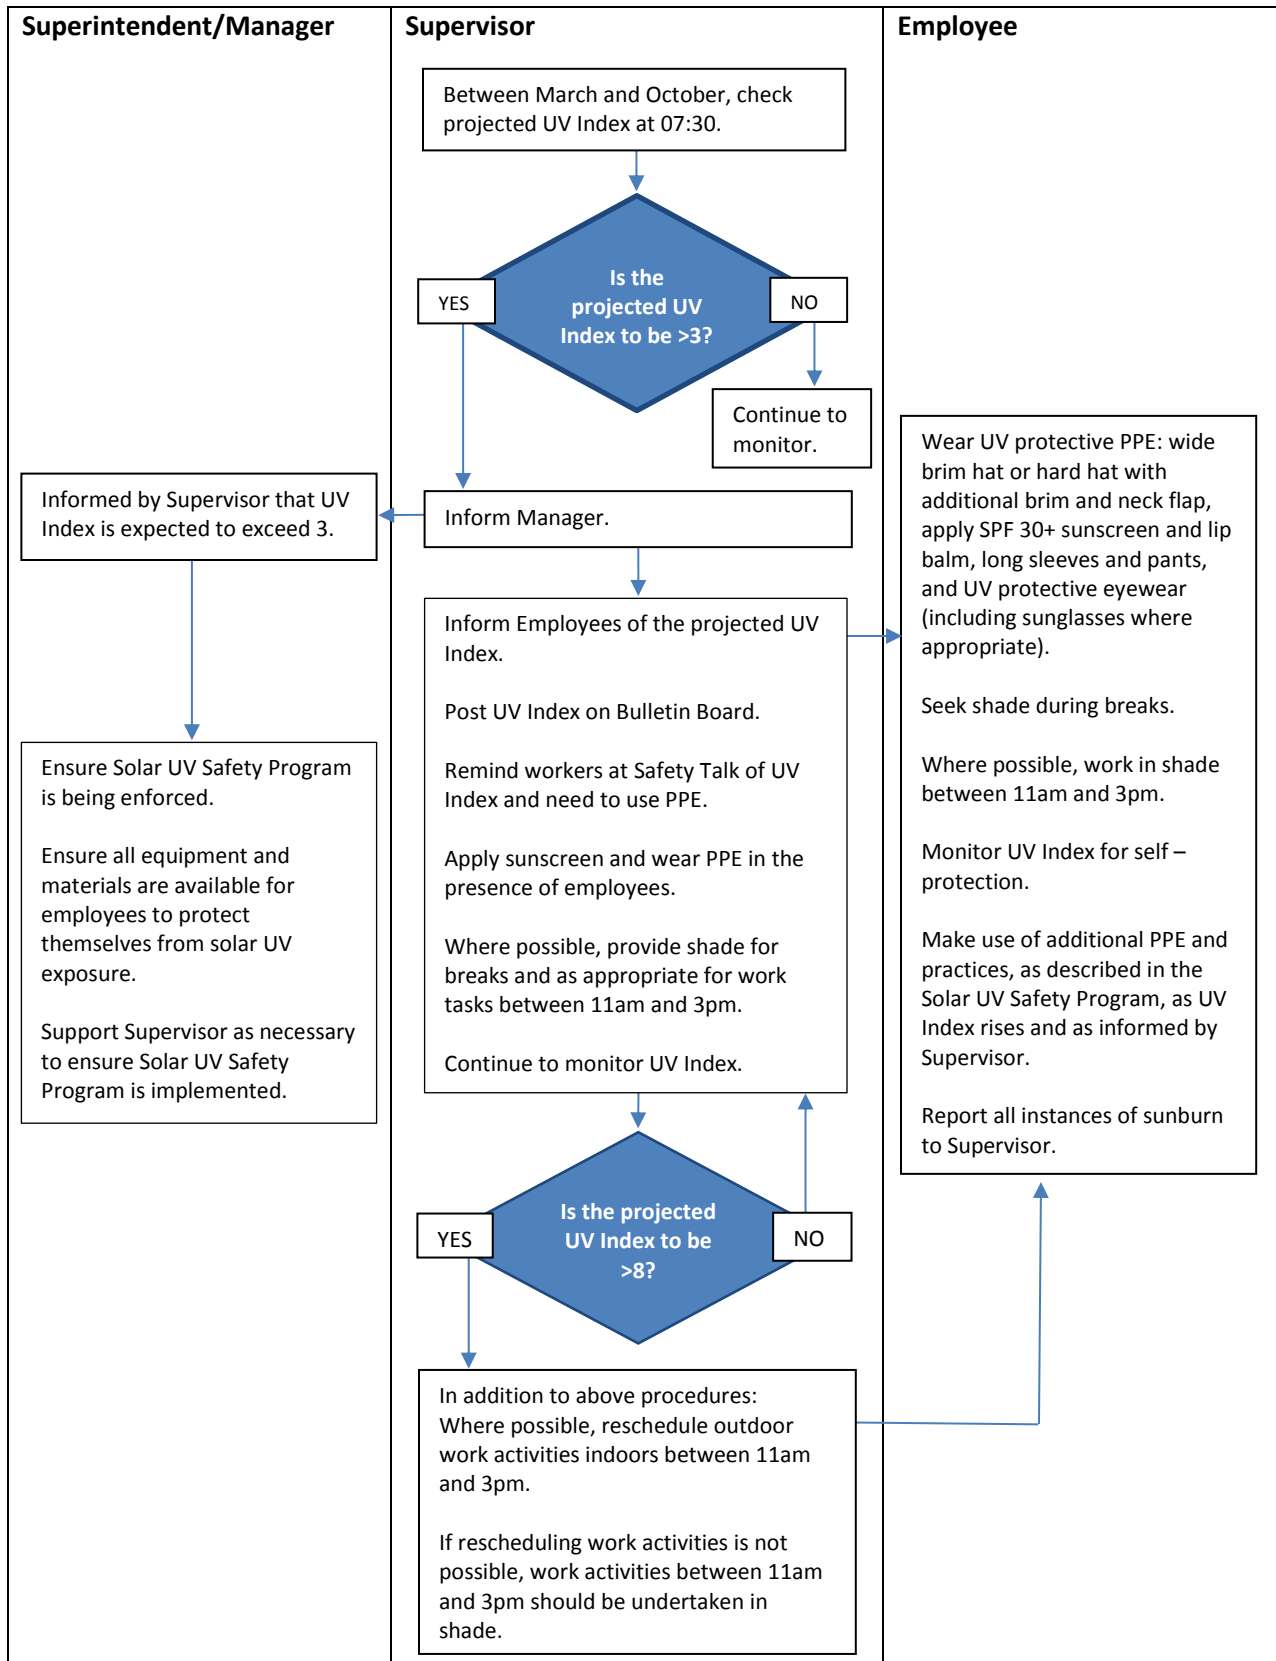 Superintendent/Manager
Supervisor
Employee
Between March and October, check
projected UV Index at 07:30.
Is the
projected UV
Index to be >3?
YES
NO
Continue to
monitor.
Inform Manager.
Informed by Supervisor that UV
Index is expected to exceed 3.
Ensure Solar UV Safety Program
is being enforced.
Ensure all equipment and
materials are available for
employees to protect
themselves from solar UV
exposure.
Support Supervisor as necessary
to ensure Solar UV Safety
Program is implemented.
Inform Employees of the projected UV
Index.
Post UV Index on Bulletin Board.
Remind workers at Safety Talk of UV
Index and need to use PPE.
Apply sunscreen and wear PPE in the
presence of employees.
Where possible, provide shade for
breaks and as appropriate for work
tasks between 11am and 3pm.
Continue to monitor UV Index.
Wear UV protective PPE: wide
brim hat or hard hat with
additional brim and neck flap,
apply SPF 30+ sunscreen and lip
balm, long sleeves and pants,
and UV protective eyewear
(including sunglasses where
appropriate).
Seek shade during breaks.
Where possible, work in shade
between 11am and 3pm.
Monitor UV Index for self –
protection.
Make use of additional PPE and
practices, as described in the
Solar UV Safety Program, as UV
Index rises and as informed by
Supervisor.
Report all instances of sunburn
to Supervisor.
Is the projected
UV Index to be
>8?
YES
NO
In addition to above procedures:
Where possible, reschedule outdoor
work activities indoors between 11am
and 3pm.
If rescheduling work activities is not
possible, work activities between 11am
and 3pm should be undertaken in
shade.